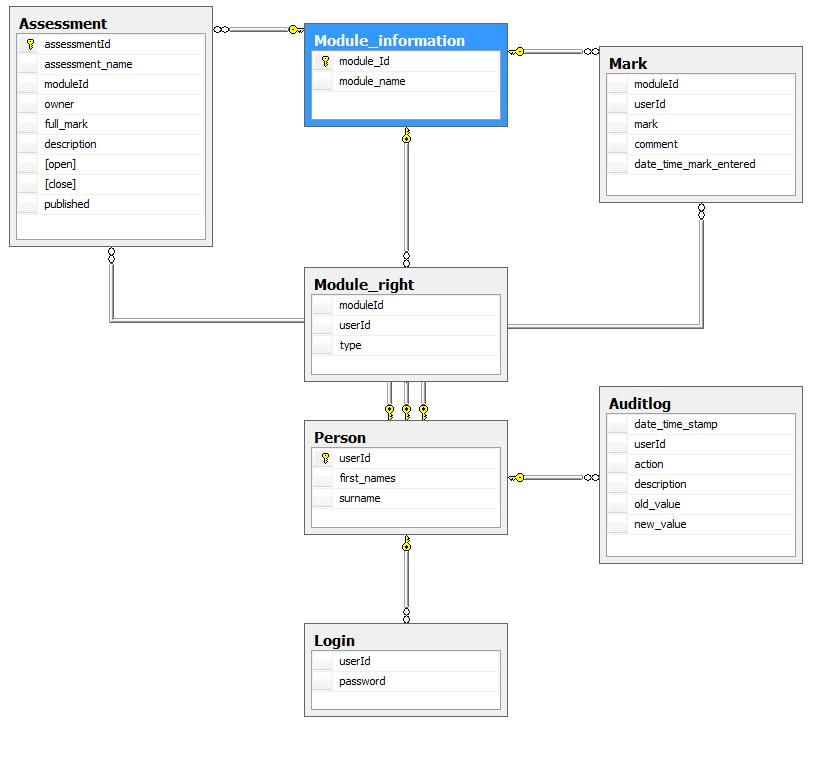 Assessment
assessmentId
assessment_name
moduleId
owner
full_mark
description
[open]
[close]
published
Module_information
module_Id
module_name
Mark
moduleId
userId
mark
comment
date_time_mark_entered
Module_right
moduleId
userId
type
Person
userId
first_names
surname
Auditlog
date_time_stamp
userId
action
description
old_value
new_value
Login
userId
password